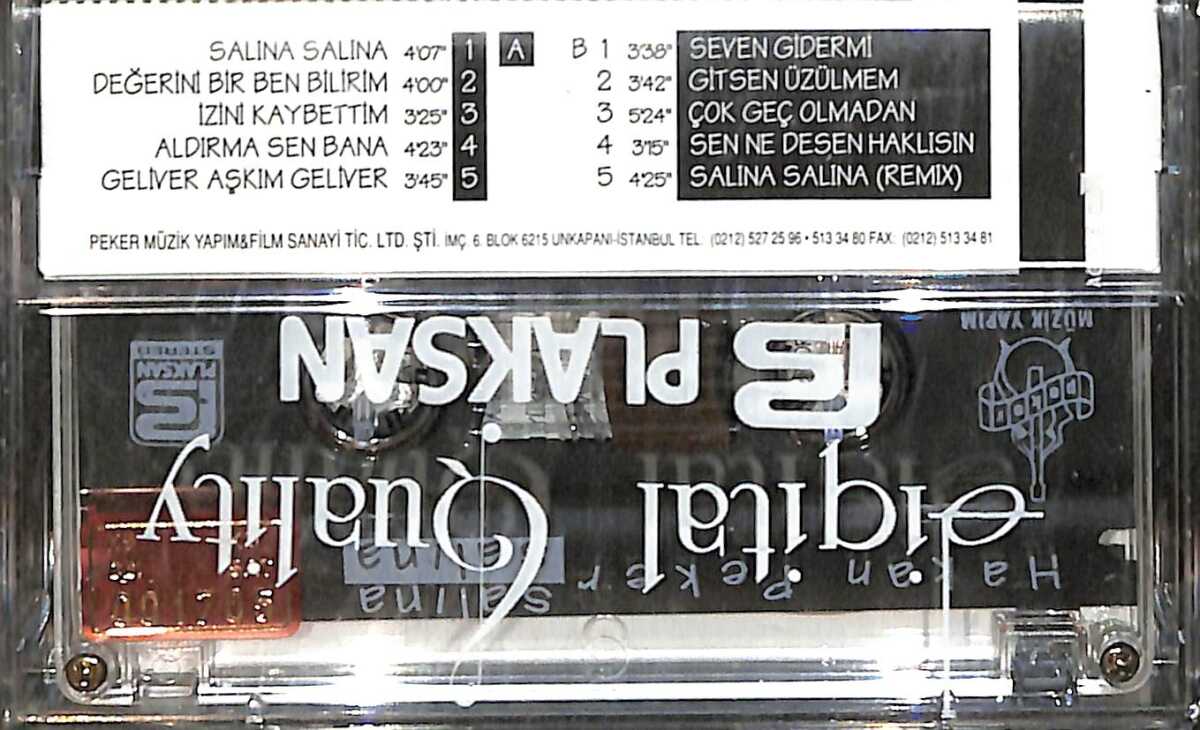 SALINA SALINA 4'07" 1 A
DEĞERİNİ BİR BEN BİLİRİM 4'00" 2
İZİNİ KAYBETTİM 3'25" 3
ALDIRMA SEN BANA 4'23" 4
GELİVER AŞKIM GELİVER 3'45" 5
B 1 3'38" SEVEN GİDERMİ
2 3'42" GİTSEN ÜZÜLMEM
3 5'24" ÇOK GEÇ OLMADAN
4 3'15" SEN NE DESEN HAKLISIN
5 4'25" SALINA SALINA (REMIX)
PEKER MÜZİK YAPIM&FİLM SANAYİ TİC. LTD. ŞTİ. İMÇ. 6. BLOK 6215 UNKAPANI-İSTANBUL TEL: (0212) 527 25 96 • 513 34 80 FAX: (0212) 513 34 81
Hakan Peker
salina
salina
Digital Quality
PLAKSAN
PLAKSAN
STEREO
MÜZİK YAPIM